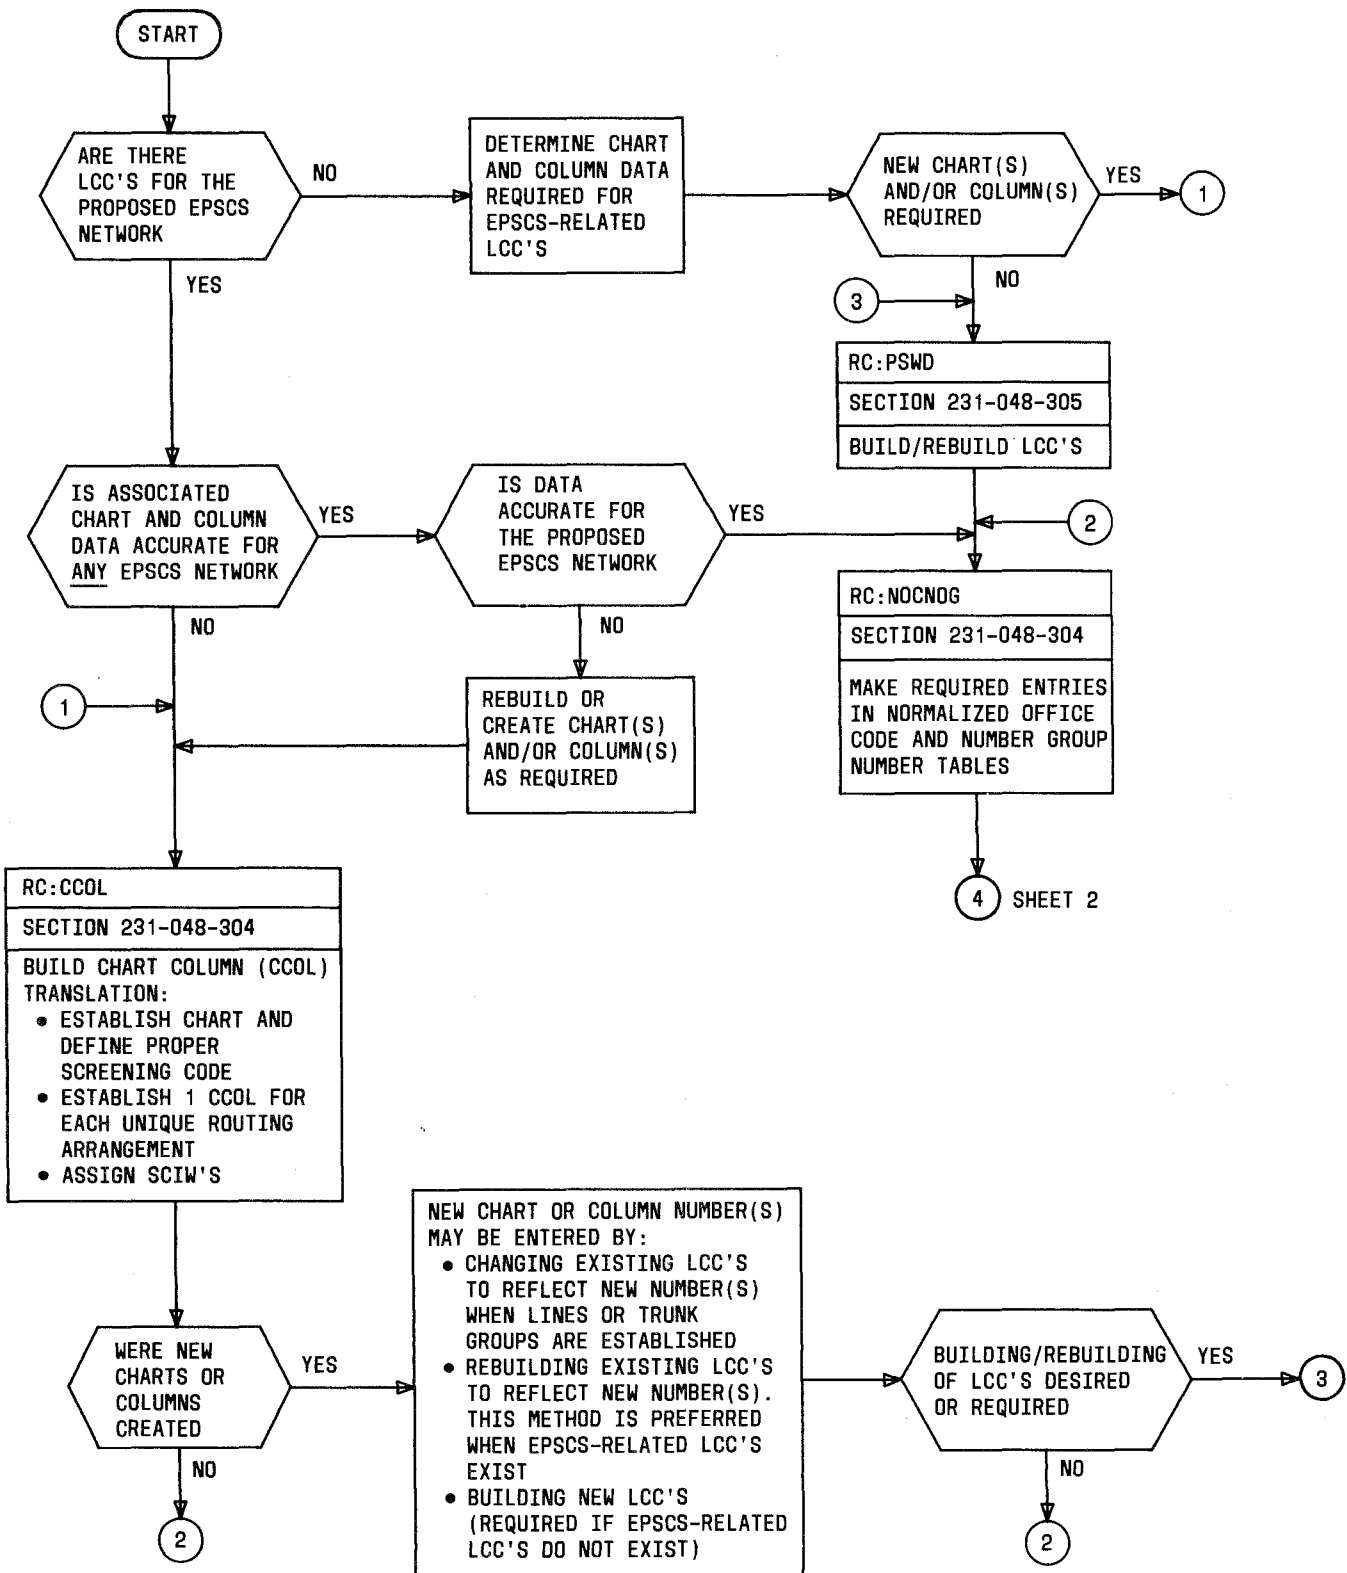 START
ARE THERE
LCC'S FOR THE
PROPOSED EPSCS
NETWORK
NO
YES
DETERMINE CHART
AND COLUMN DATA
REQUIRED FOR
EPSCS-RELATED
LCC'S
NEW CHART(S)
AND/OR COLUMN(S)
REQUIRED
YES
1
NO
3
RC:PSWD
SECTION 231-048-305
BUILD/REBUILD LCC'S
IS ASSOCIATED
CHART AND COLUMN
DATA ACCURATE FOR
ANY EPSCS NETWORK
YES
NO
IS DATA
ACCURATE FOR
THE PROPOSED
EPSCS NETWORK
YES
NO
2
RC:NOCNOG
SECTION 231-048-304
MAKE REQUIRED ENTRIES
IN NORMALIZED OFFICE
CODE AND NUMBER GROUP
NUMBER TABLES
1
REBUILD OR
CREATE CHART(S)
AND/OR COLUMN(S)
AS REQUIRED
4 SHEET 2
RC:CCOL
SECTION 231-048-304
BUILD CHART COLUMN (CCOL)
TRANSLATION:
• ESTABLISH CHART AND
DEFINE PROPER
SCREENING CODE
• ESTABLISH 1 CCOL FOR
EACH UNIQUE ROUTING
ARRANGEMENT
• ASSIGN SCIW'S
WERE NEW
CHARTS OR
COLUMNS
CREATED
YES
NO
2
NEW CHART OR COLUMN NUMBER(S)
MAY BE ENTERED BY:
• CHANGING EXISTING LCC'S
TO REFLECT NEW NUMBER(S)
WHEN LINES OR TRUNK
GROUPS ARE ESTABLISHED
• REBUILDING EXISTING LCC'S
TO REFLECT NEW NUMBER(S).
THIS METHOD IS PREFERRED
WHEN EPSCS-RELATED LCC'S
EXIST
• BUILDING NEW LCC'S
(REQUIRED IF EPSCS-RELATED
LCC'S DO NOT EXIST)
BUILDING/REBUILDING
OF LCC'S DESIRED
OR REQUIRED
YES
3
NO
2